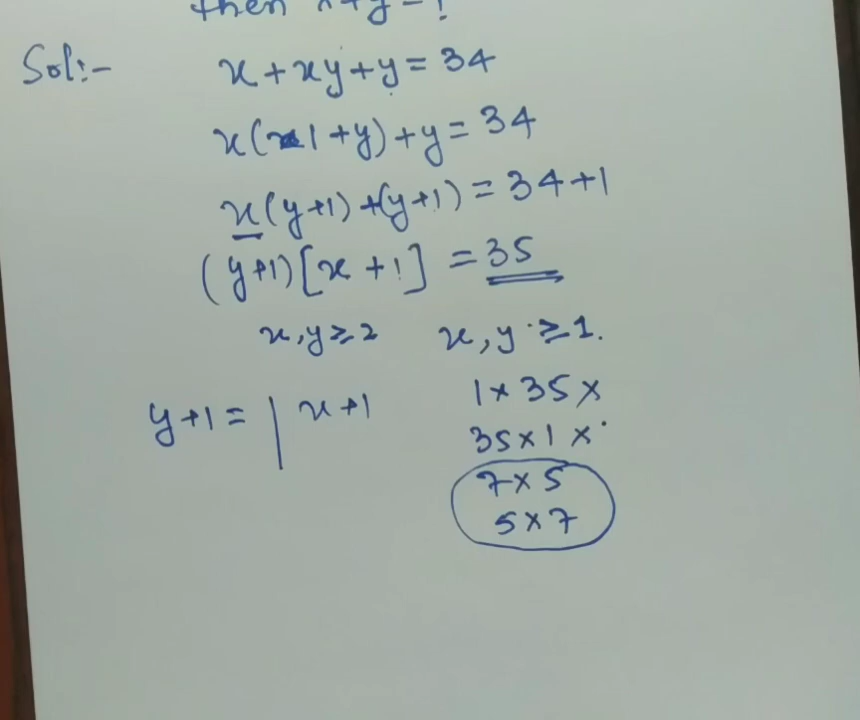 then x+y=?
Sol:- x + xy + y = 34
x(1+y)+y = 34
x(y+1)+(y+1) = 34+1
(y+1)[x+1] = 35
x,y≥2 x,y≥1.
y+1= | x+1
1×35×
35×1×
7×5
5×7